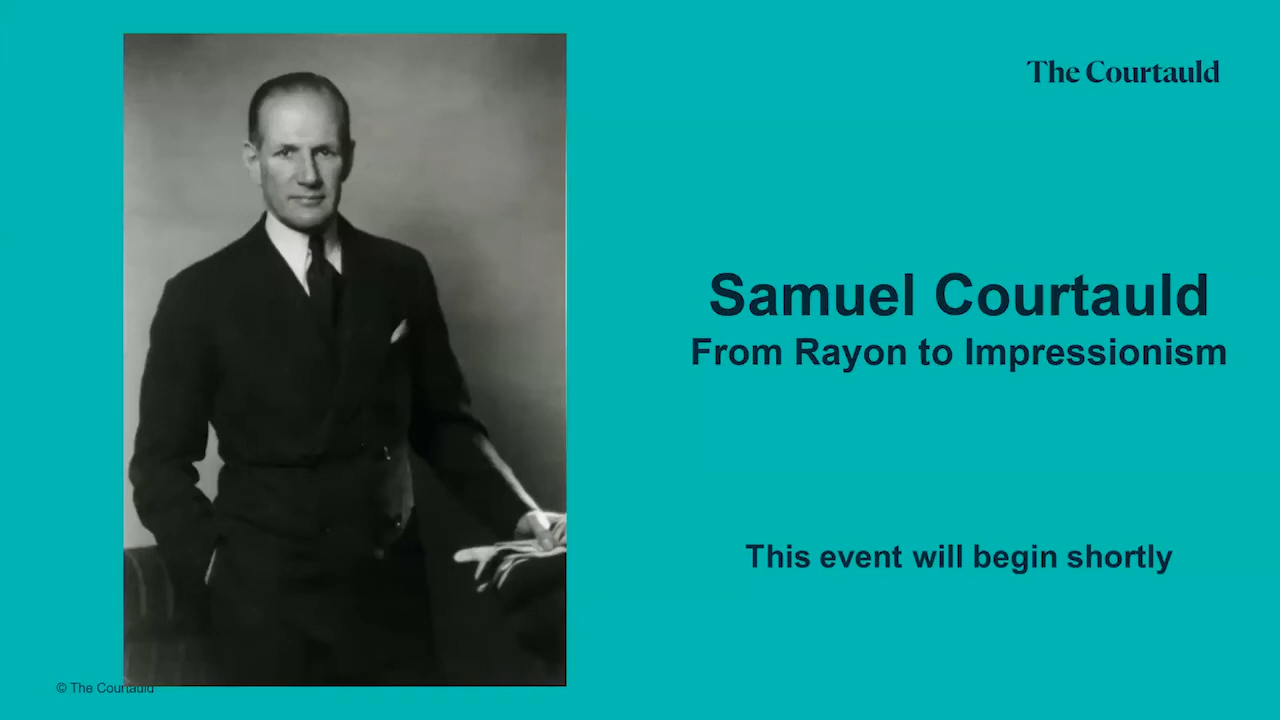 The Courtauld
Samuel Courtauld
From Rayon to Impressionism
This event will begin shortly
© The Courtauld